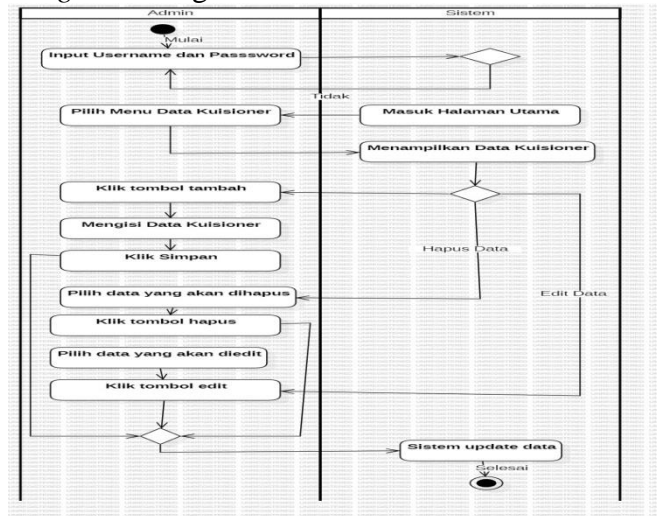 Admin
Sistem
Mulai
Input Username dan Passsword
Tidak
Pilih Menu Data Kuisioner
Masuk Halaman Utama
Menampilkan Data Kuisioner
Klik tombol tambah
Mengisi Data Kuisioner
Klik Simpan
Hapus Data
Pilih data yang akan dihapus
Edit Data
Klik tombol hapus
Pilih data yang akan diedit
Klik tombol edit
Sistem update data
Selesai